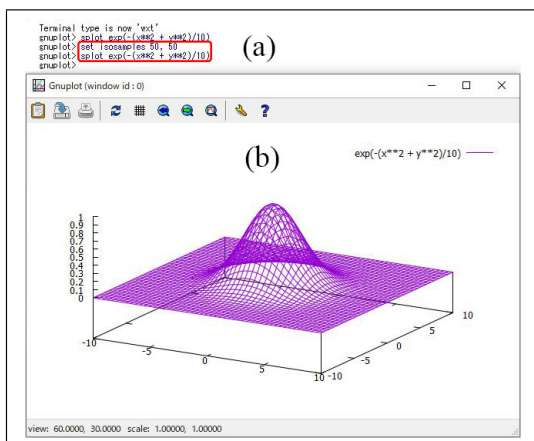 Terminal type is now 'wxt'
gnuplot> splot exp(-(x**2 + y**2)/10)
gnuplot> set isosamples 50, 50
gnuplot> splot exp(-(x**2 + y**2)/10)
gnuplot>
(a)
Gnuplot (window id : 0)
(b)
exp(-(x**2 + y**2)/10)
1
0.9
0.8
0.7
0.6
0.5
0.4
0.3
0.2
0.1
0
-10
-5
0
5
10
-10
-5
0
5
10
view: 60.0000, 30.0000 scale: 1.00000, 1.00000